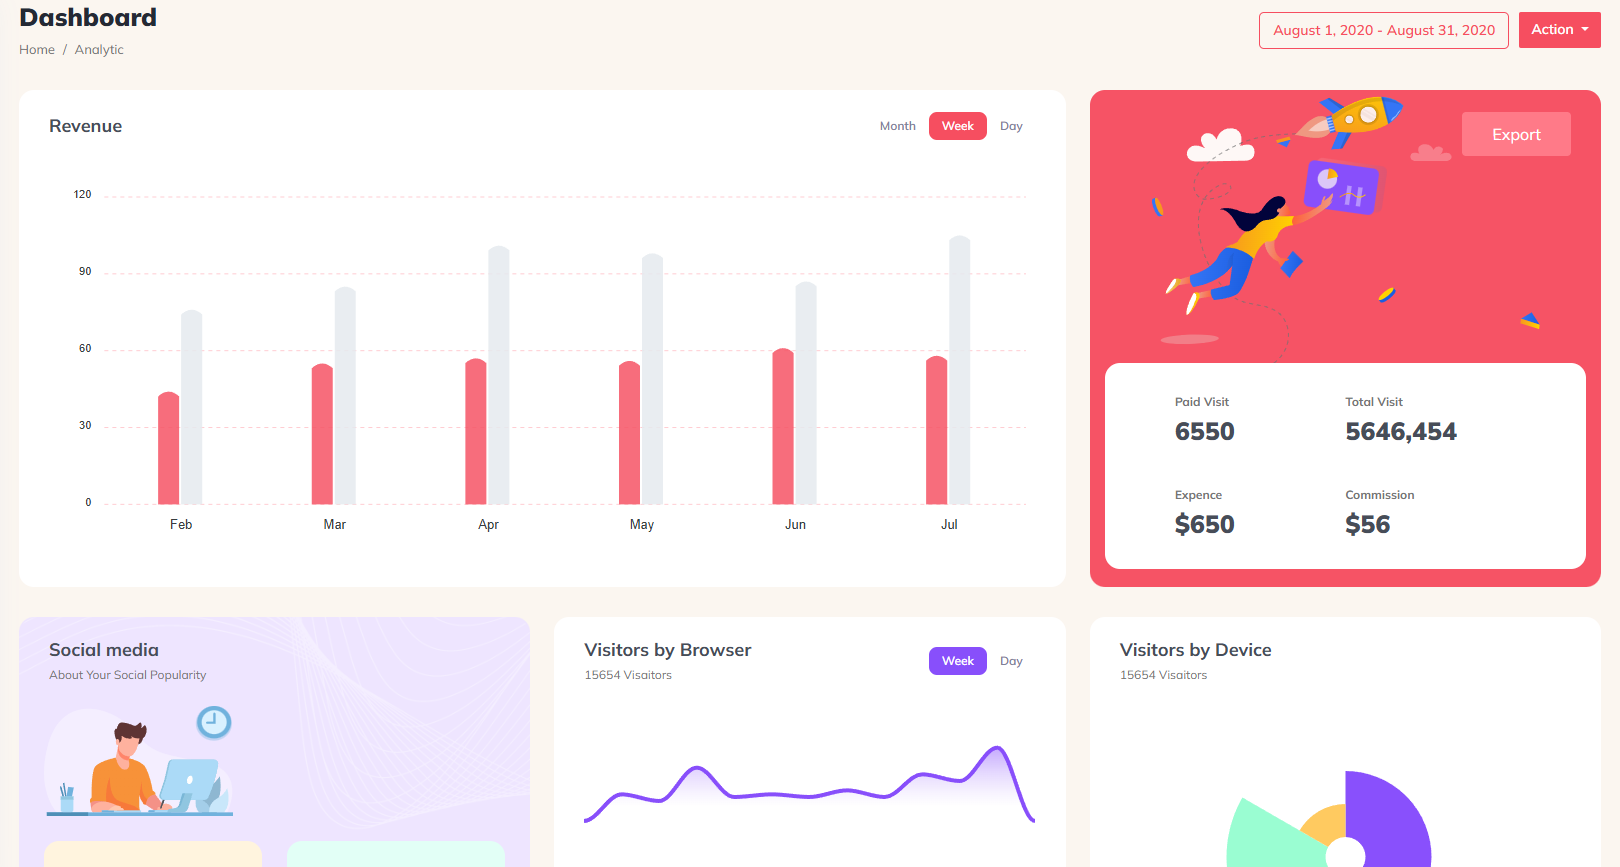 Dashboard
Home / Analytic
August 1, 2020 - August 31, 2020
Action
Revenue
Month Week Day
120
90
60
30
0
Feb Mar Apr May Jun Jul
Export
Paid Visit
6550
Total Visit
5646,454
Expence
$650
Commission
$56
Social media
About Your Social Popularity
Visitors by Browser
15654 Visaitors
Week Day
Visitors by Device
15654 Visaitors